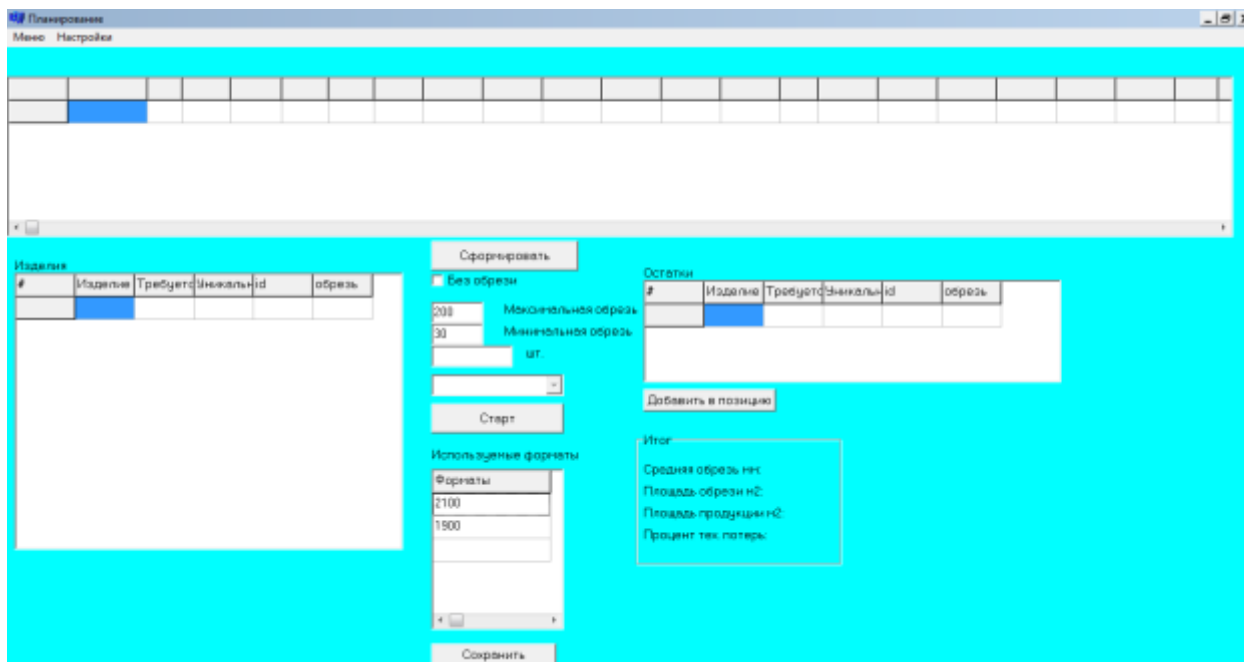 Планирование
Меню Настройки
Сформировать
Без обрези
200 Максимальная обрезь
30 Минимальная обрезь
шт.
Старт
Используемые форматы
Форматы
2100
1900
Сохранить
Изделия
# Изделие Требуетс Уникальн id обрезь
Остатки
# Изделие Требуетс Уникальн id обрезь
Добавить в позицию
Итог
Средняя обрезь мм:
Площадь обрези м2:
Площадь продукции м2:
Процент тех. потерь: